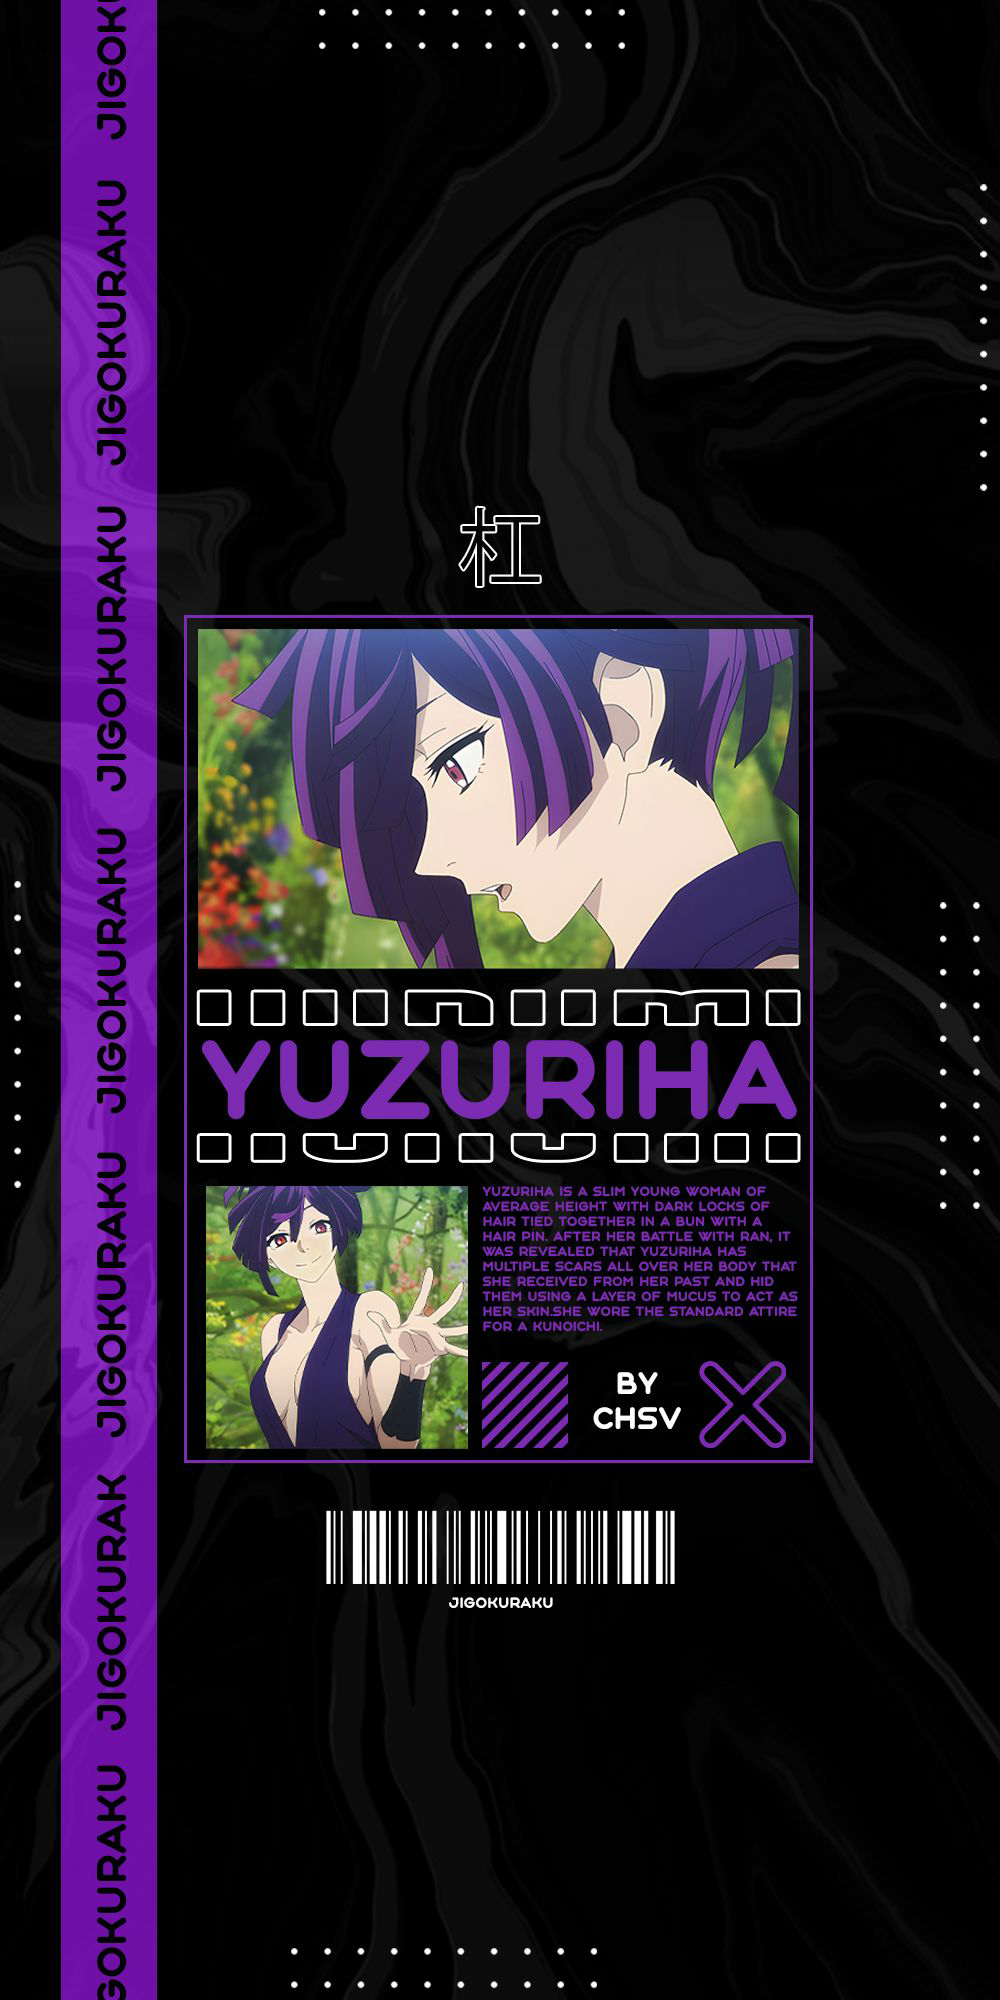 JIGOKU
JIGOKURAKU
JIGOKURAKU
JIGOKURAKU
JIGOKURAKU
JIGOKURAK
GOKURAKU
杠
YUZURIHA
YUZURIHA IS A SLIM YOUNG WOMAN OF
AVERAGE HEIGHT WITH DARK LOCKS OF
HAIR TIED TOGETHER IN A BUN WITH A
HAIR PIN. AFTER HER BATTLE WITH RAN, IT
WAS REVEALED THAT YUZURIHA HAS
MULTIPLE SCARS ALL OVER HER BODY THAT
SHE RECEIVED FROM HER PAST AND HID
THEM USING A LAYER OF MUCUS TO ACT AS
HER SKIN.SHE WORE THE STANDARD ATTIRE
FOR A KUNOICHI.
BY
CHSV
JIGOKURAKU